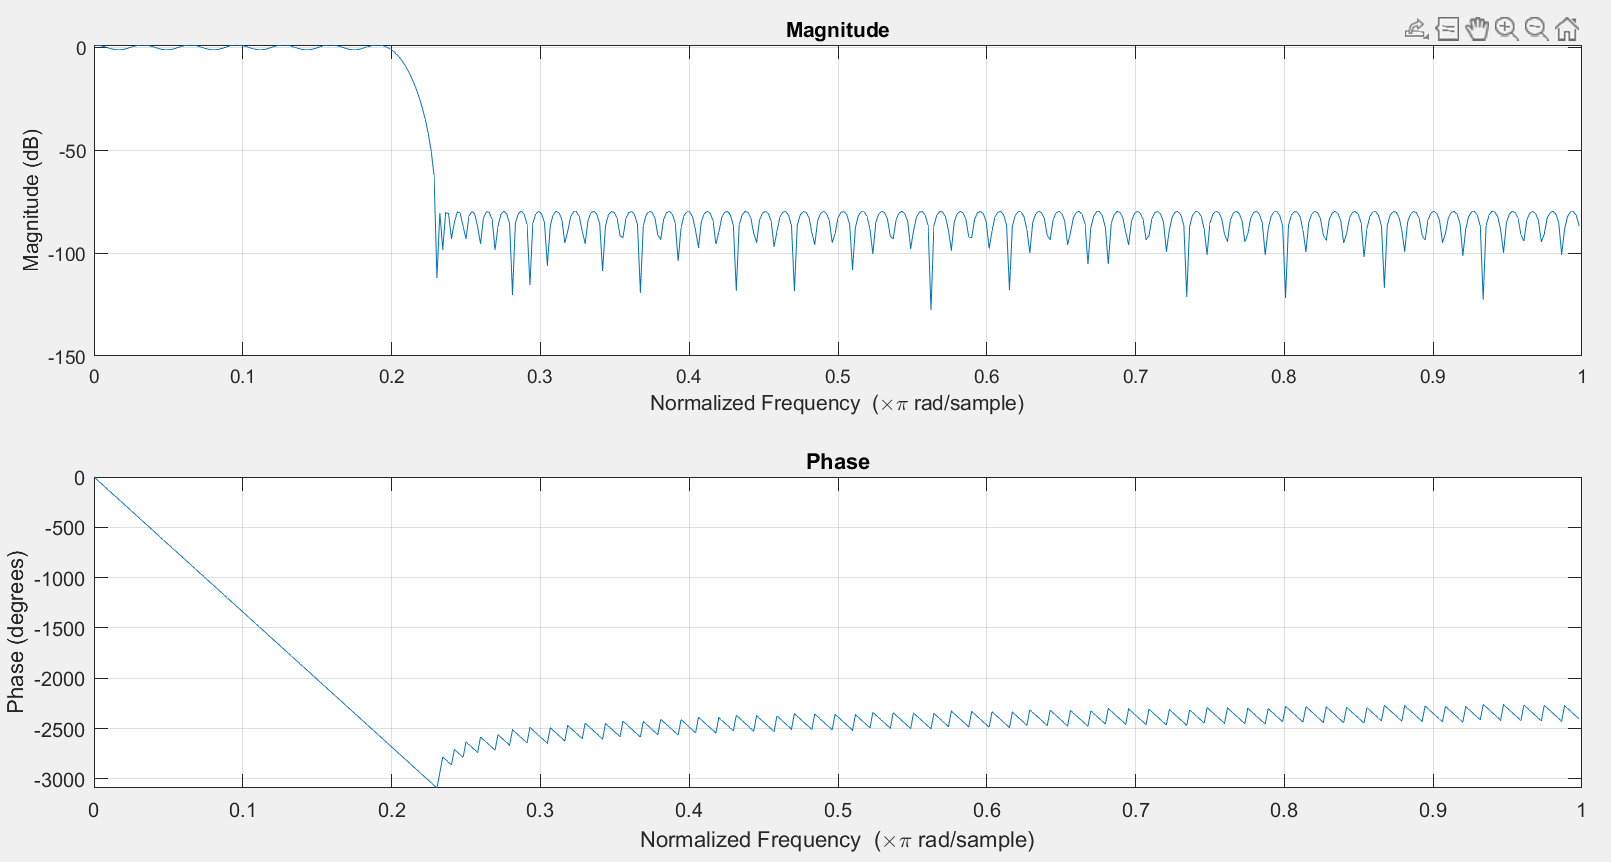 Magnitude
0
-50
-100
-150
Magnitude (dB)
0 0.1 0.2 0.3 0.4 0.5 0.6 0.7 0.8 0.9 1
Normalized Frequency (×π rad/sample)
Phase
0
-500
-1000
-1500
-2000
-2500
-3000
Phase (degrees)
0 0.1 0.2 0.3 0.4 0.5 0.6 0.7 0.8 0.9 1
Normalized Frequency (×π rad/sample)